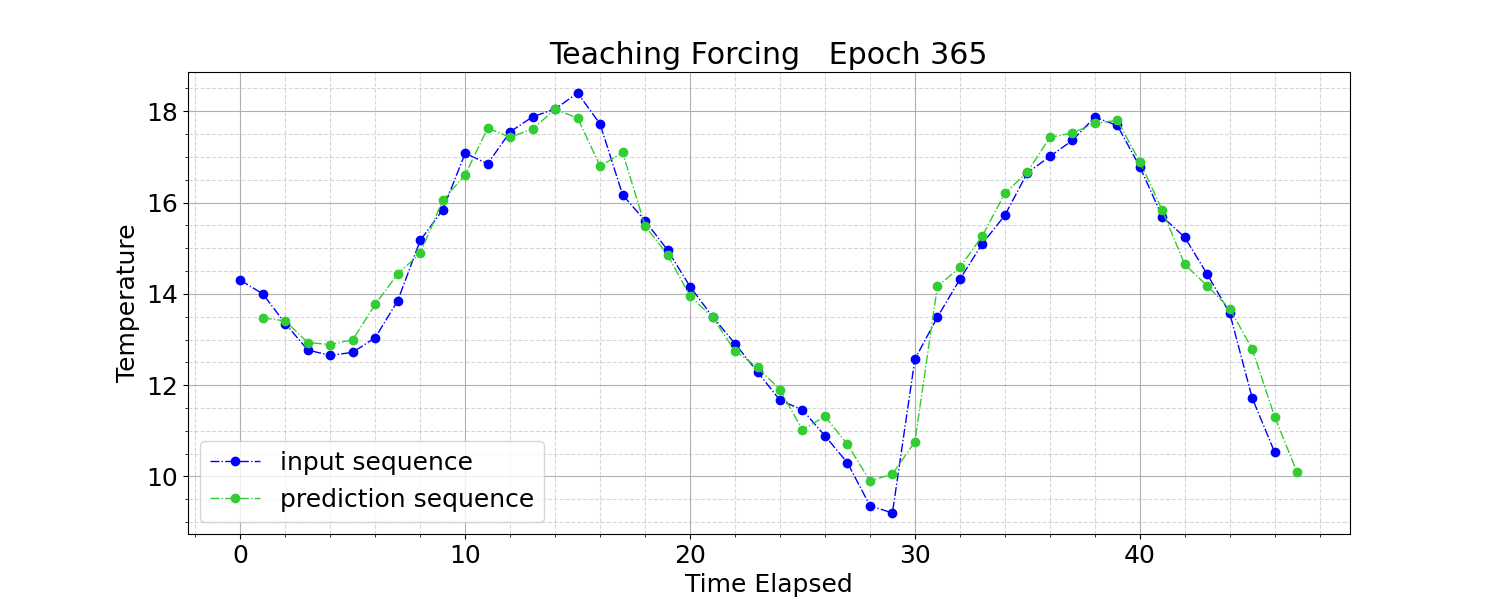 Teaching Forcing   Epoch 365
Temperature
18
16
14
12
10
input sequence
prediction sequence
0 10 20 30 40
Time Elapsed